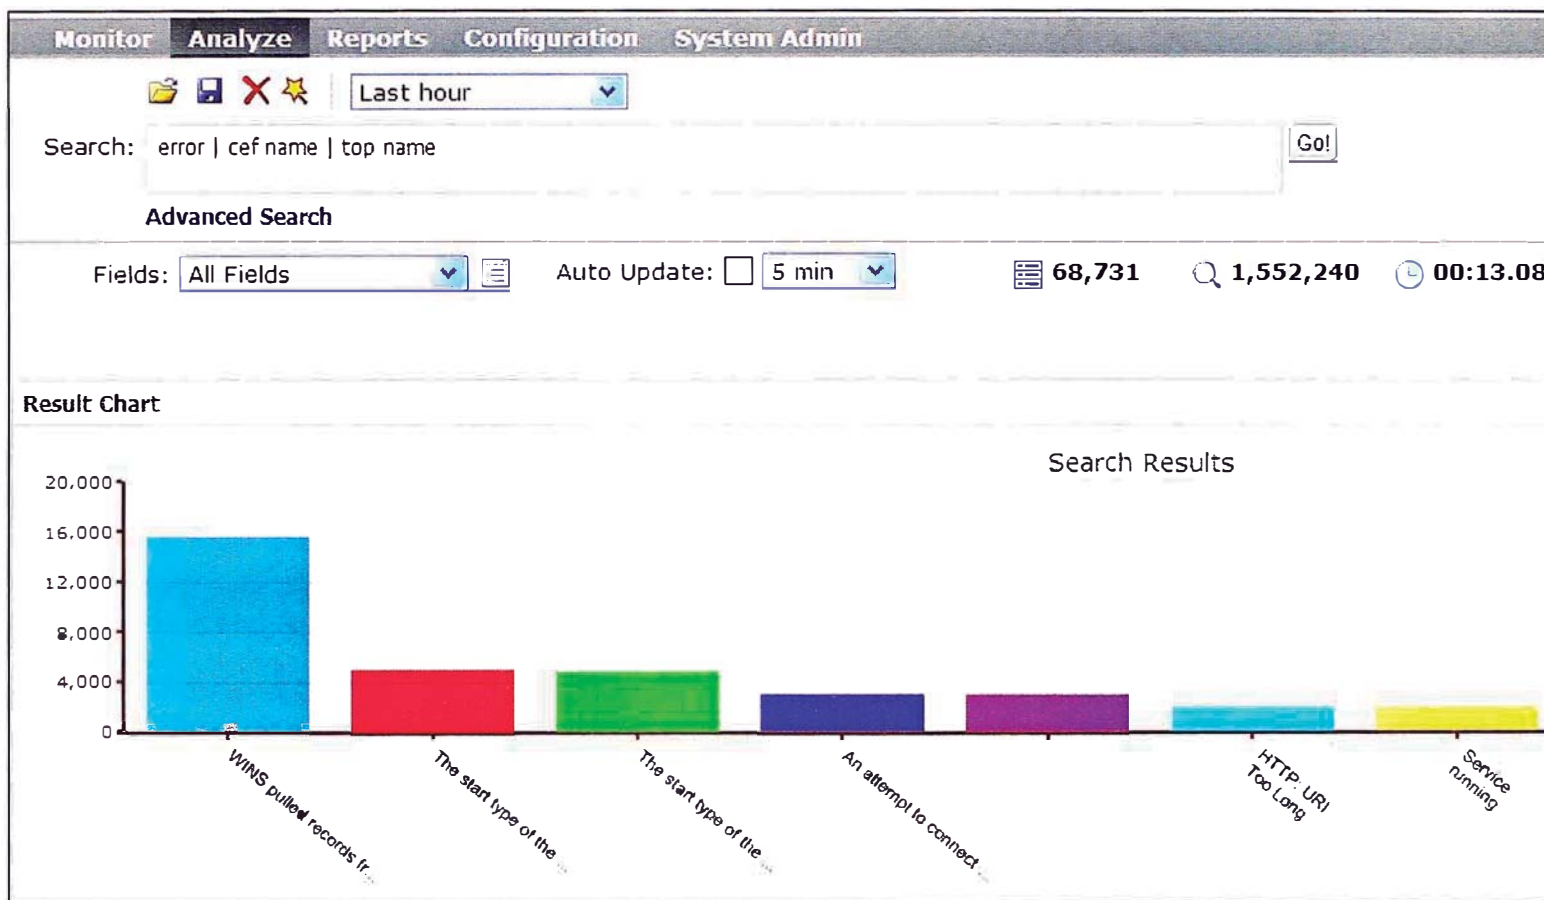 Monitor Analyze Reports Configuration System Admin
Last hour
Search: error | cef name | top name Go!
Advanced Search
Fields: All Fields Auto Update: 5 min 68,731 1,552,240 00:13.08
Result Chart
Search Results
20,000
16,000
12,000
8,000
4,000
0
WINS pulled records fr...
The start type of the ...
The start type of the ...
An attempt to connect ...
HTTP: URI
Too Long
Service
running